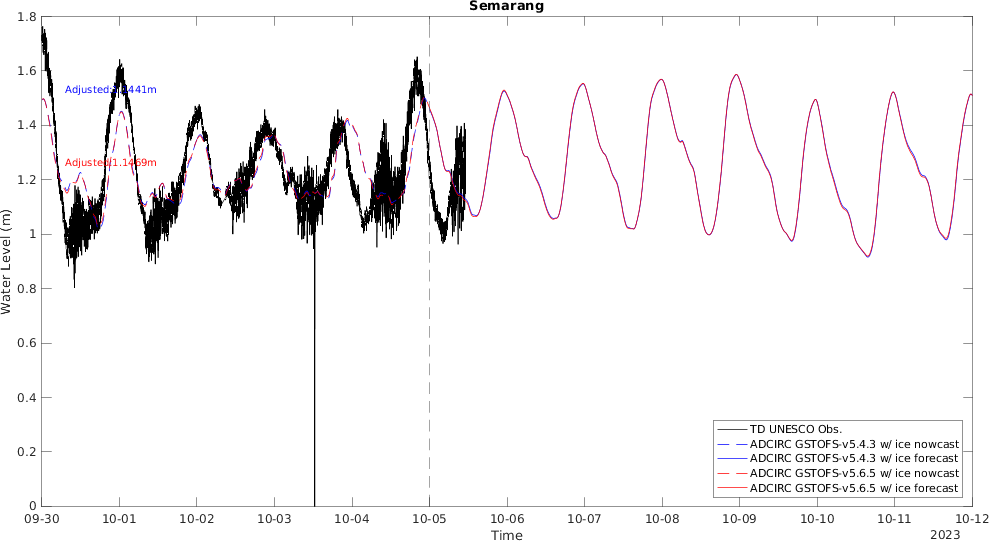 Semarang
1.8
1.6
1.4
1.2
1
0.8
0.6
0.4
0.2
0
Water Level (m)
Adjusted:1.1441m
Adjusted:1.1469m
TD UNESCO Obs.
ADCIRC GSTOFS-v5.4.3 w/ ice nowcast
ADCIRC GSTOFS-v5.4.3 w/ ice forecast
ADCIRC GSTOFS-v5.6.5 w/ ice nowcast
ADCIRC GSTOFS-v5.6.5 w/ ice forecast
09-30 10-01 10-02 10-03 10-04 10-05 10-06 10-07 10-08 10-09 10-10 10-11 10-12
Time
2023